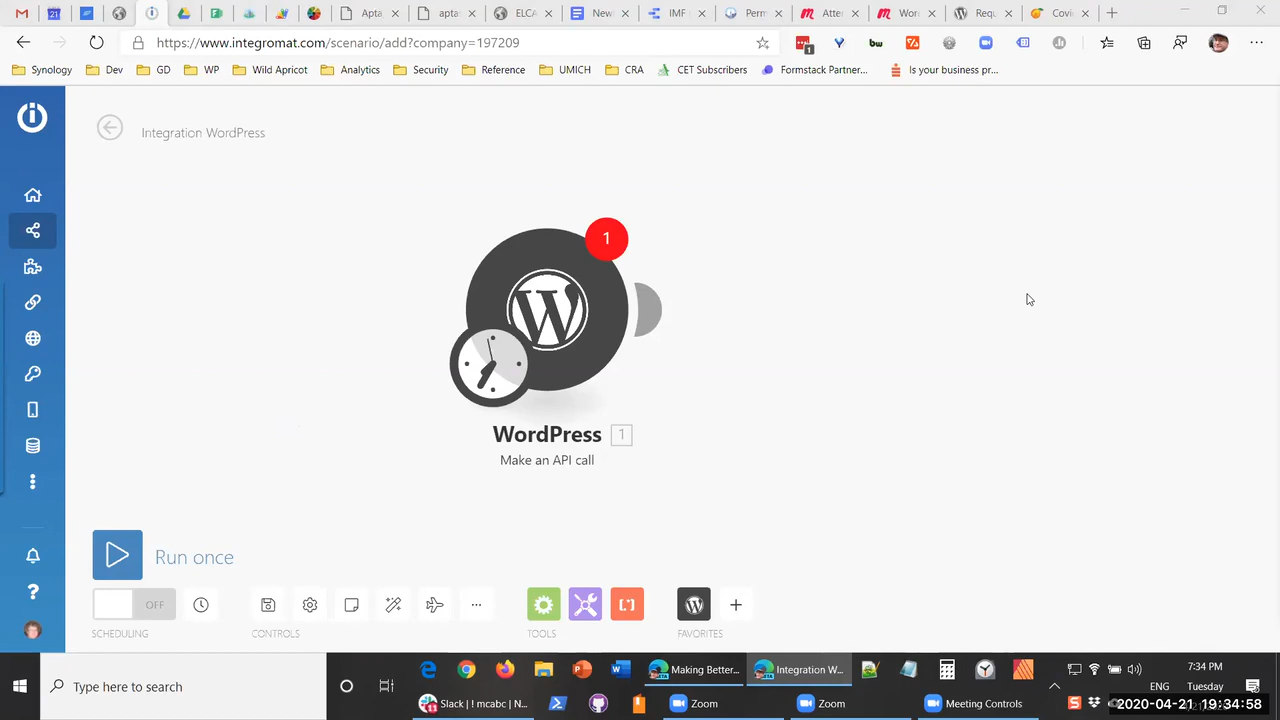 21
Apta
apta
ELCA
New
IMF
Perm
Atter
Wor
Requ
Covi
https://www.integromat.com/scenario/add?company=197209
1
bw
Synology
Dev
GD
WP
Wild Apricot
Analytics
Security
Reference
UMICH
CRA
CET Subscribers
Formstack Partner...
Is your business pr...
Integration WordPress
1
WordPress 1
Make an API call
Run once
OFF
SCHEDULING
CONTROLS
TOOLS
FAVORITES
Making Better...
Integration W...
7:34 PM
Type here to search
ENG
Tuesday
Slack | ! mcabc | N...
Zoom
Zoom
Meeting Controls
2020-04-21 19:34:58